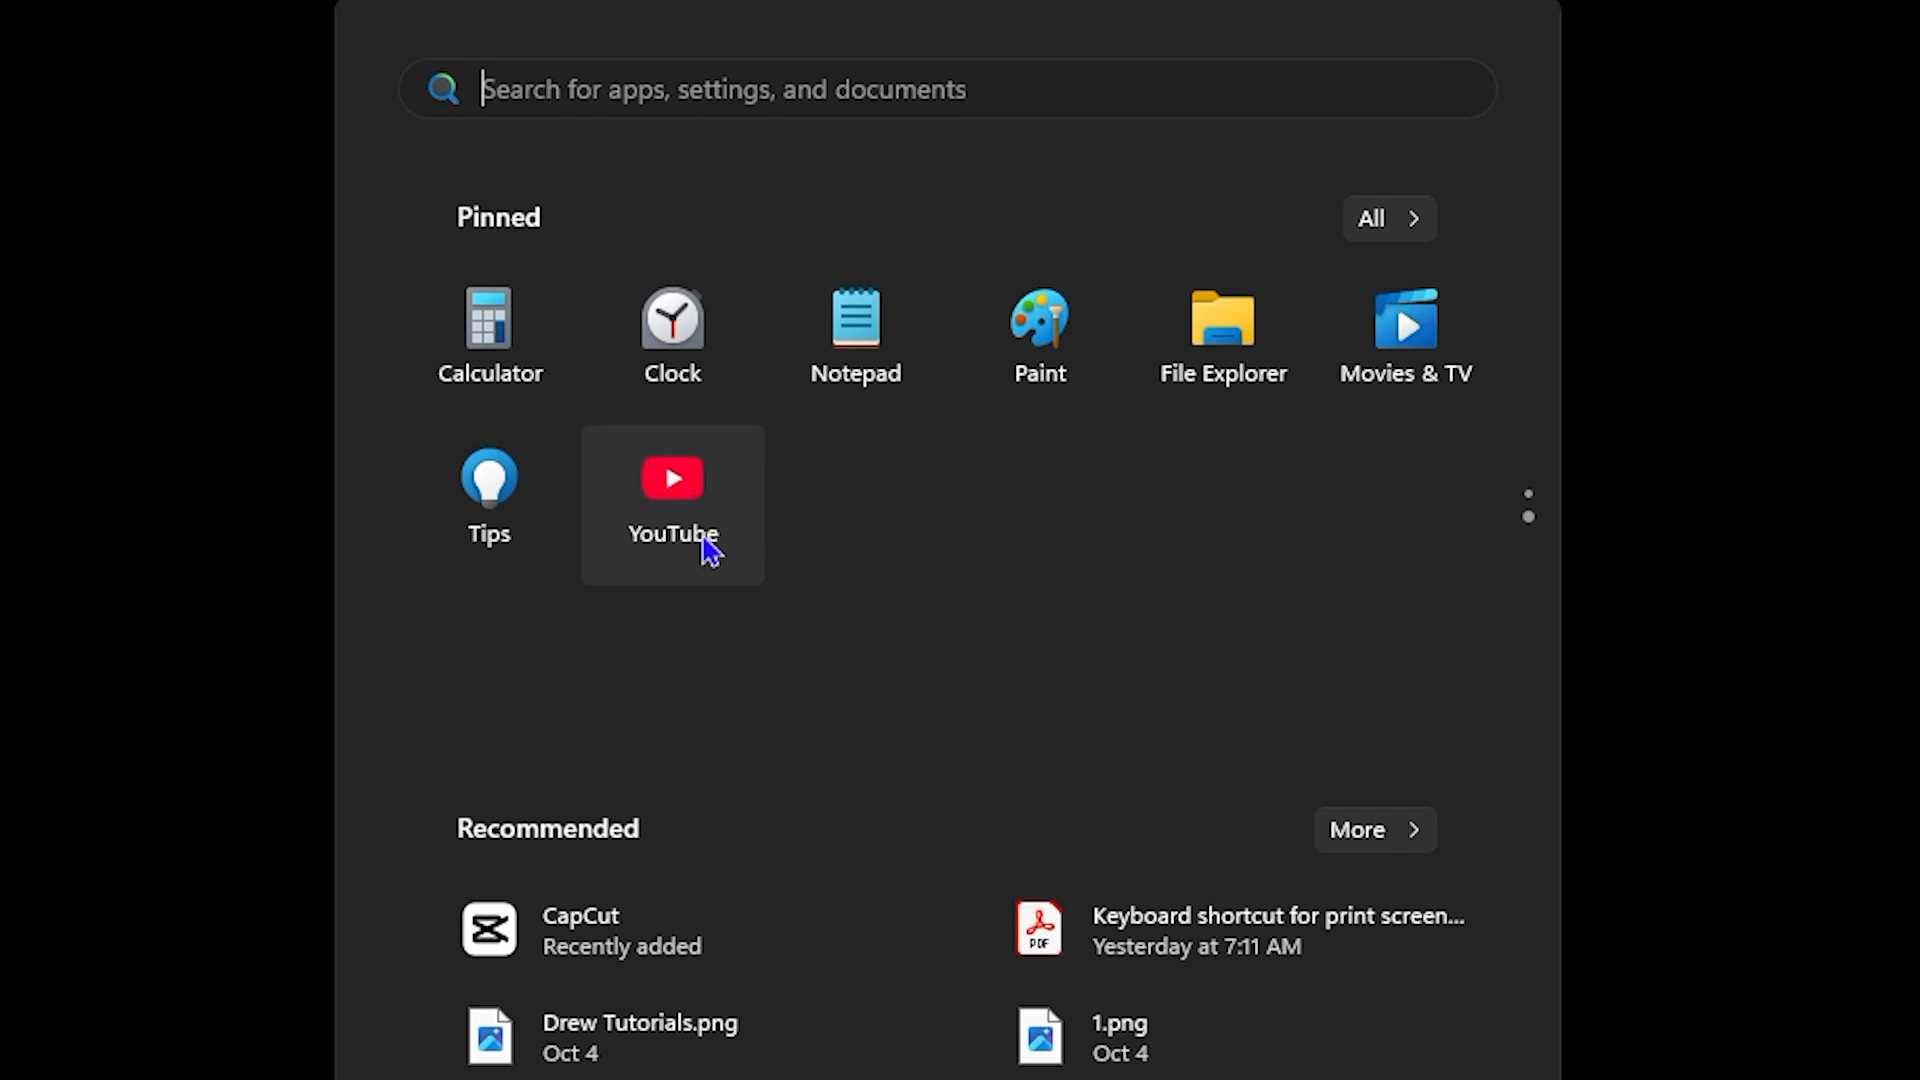 Search for apps, settings, and documents
Pinned
All
Calculator
Clock
Notepad
Paint
File Explorer
Movies & TV
Tips
YouTube
Recommended
More
CapCut
Recently added
PDF
Keyboard shortcut for print screen...
Yesterday at 7:11 AM
Drew Tutorials.png
Oct 4
1.png
Oct 4